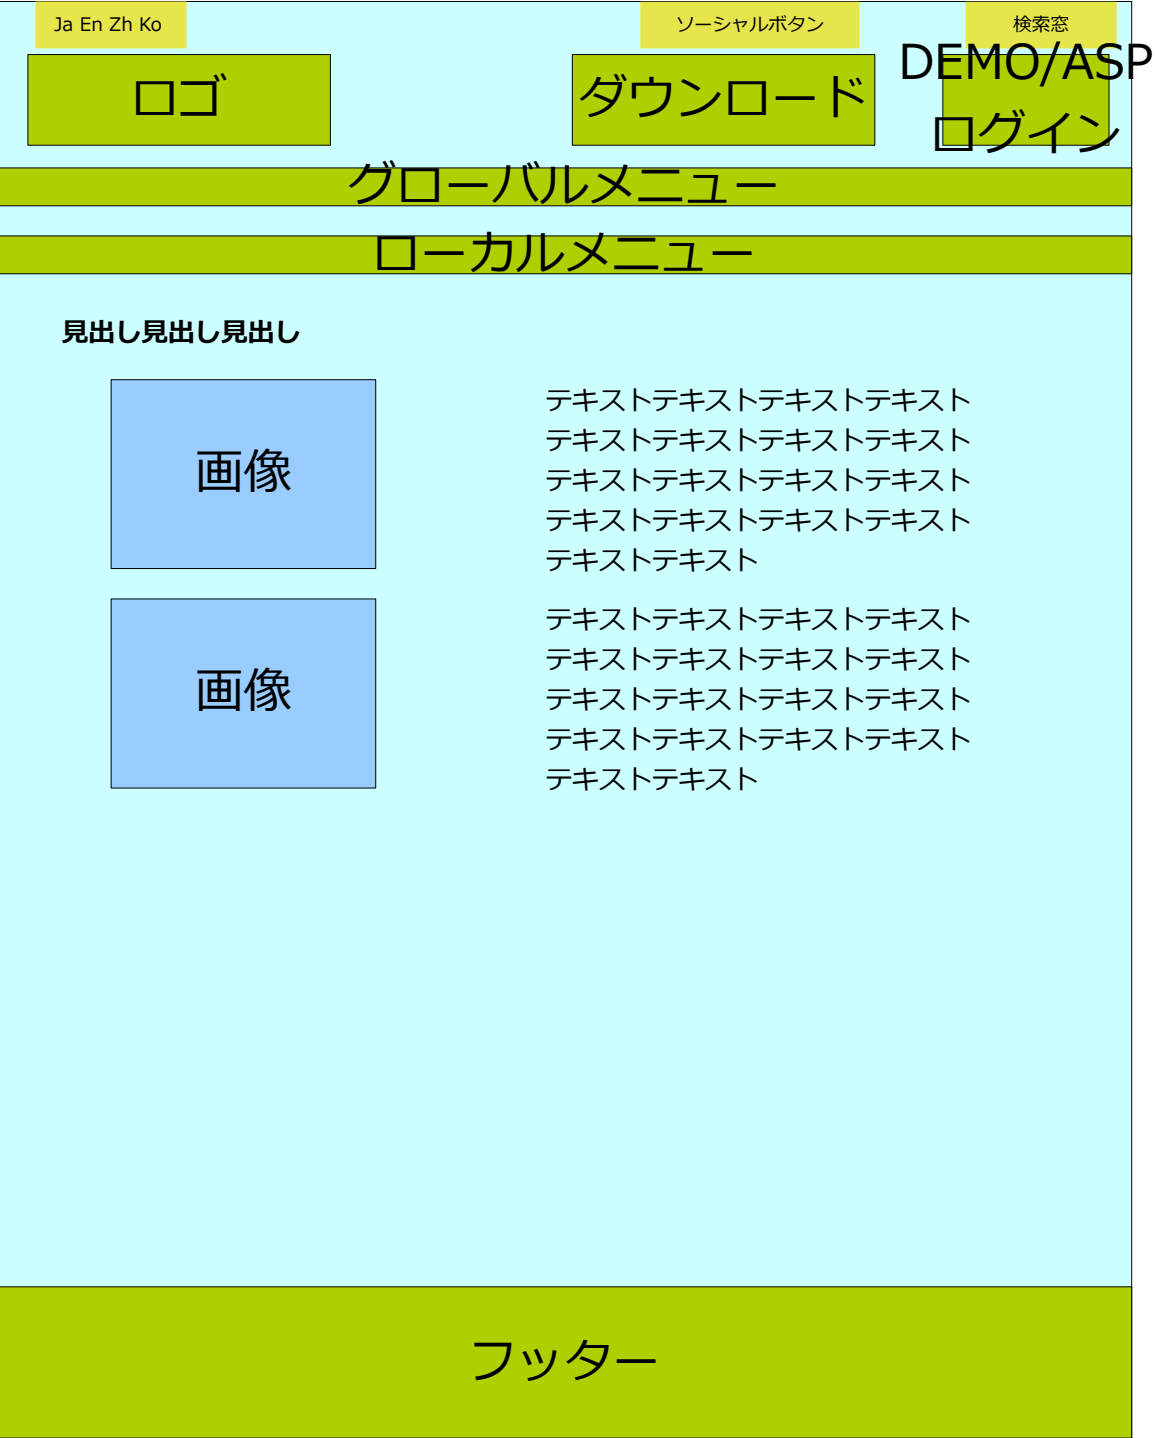 Ja En Zh Ko
ソーシャルボタン
検索窓
ロゴ
ダウンロード
DEMO/ASP
ログイン
グローバルメニュー
ローカルメニュー
見出し見出し見出し
画像
テキストテキストテキストテキスト
テキストテキストテキストテキスト
テキストテキストテキストテキスト
テキストテキストテキストテキスト
テキストテキスト
画像
テキストテキストテキストテキスト
テキストテキストテキストテキスト
テキストテキストテキストテキスト
テキストテキストテキストテキスト
テキストテキスト
フッター